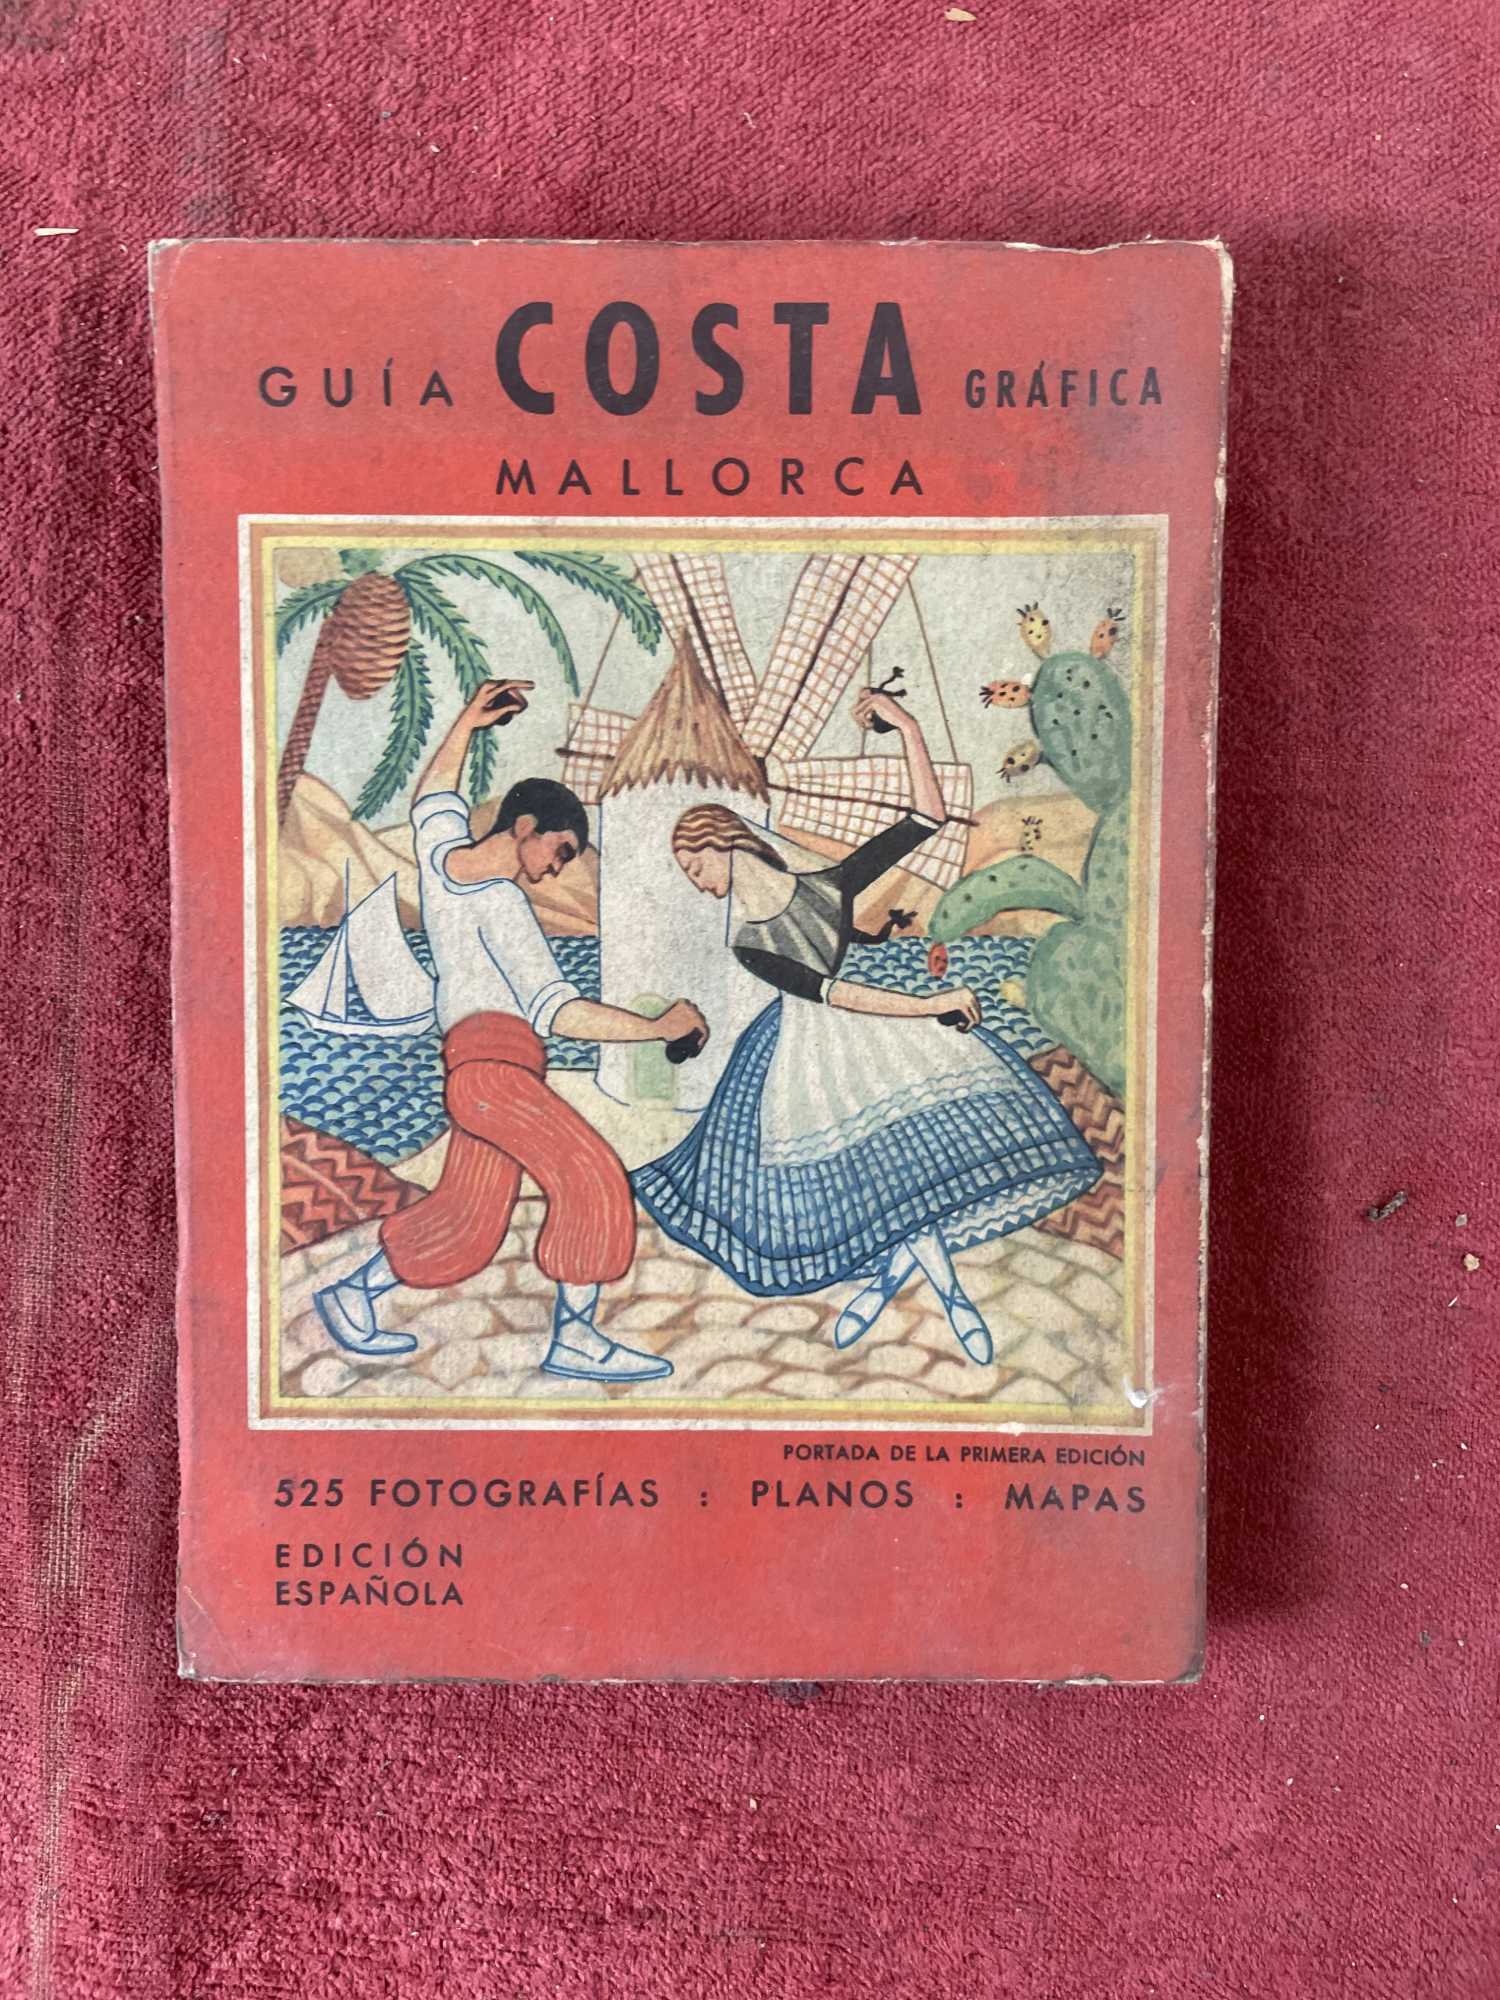 GUÍA COSTA GRÁFICA
MALLORCA
PORTADA DE LA PRIMERA EDICIÓN
525 FOTOGRAFÍAS : PLANOS : MAPAS
EDICIÓN
ESPAÑOLA